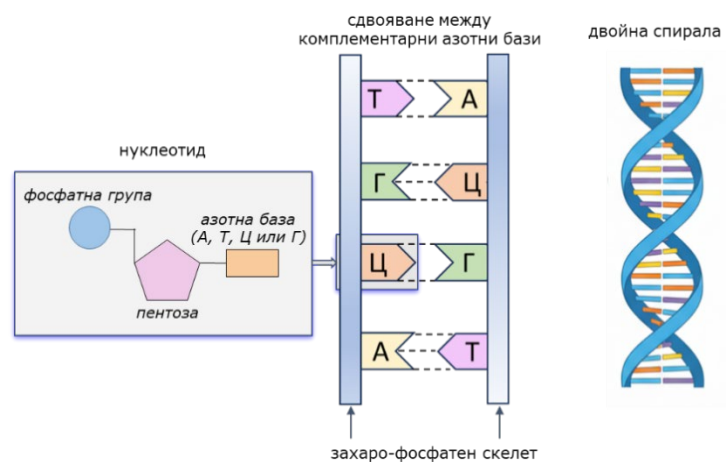 сдвояване между
комплементарни азотни бази
двойна спирала
нуклеотид
фосфатна група
азотна база
(А, Т, Ц или Г)
пентоза
Т А
Г Ц
Ц Г
А Т
захаро-фосфатен скелет